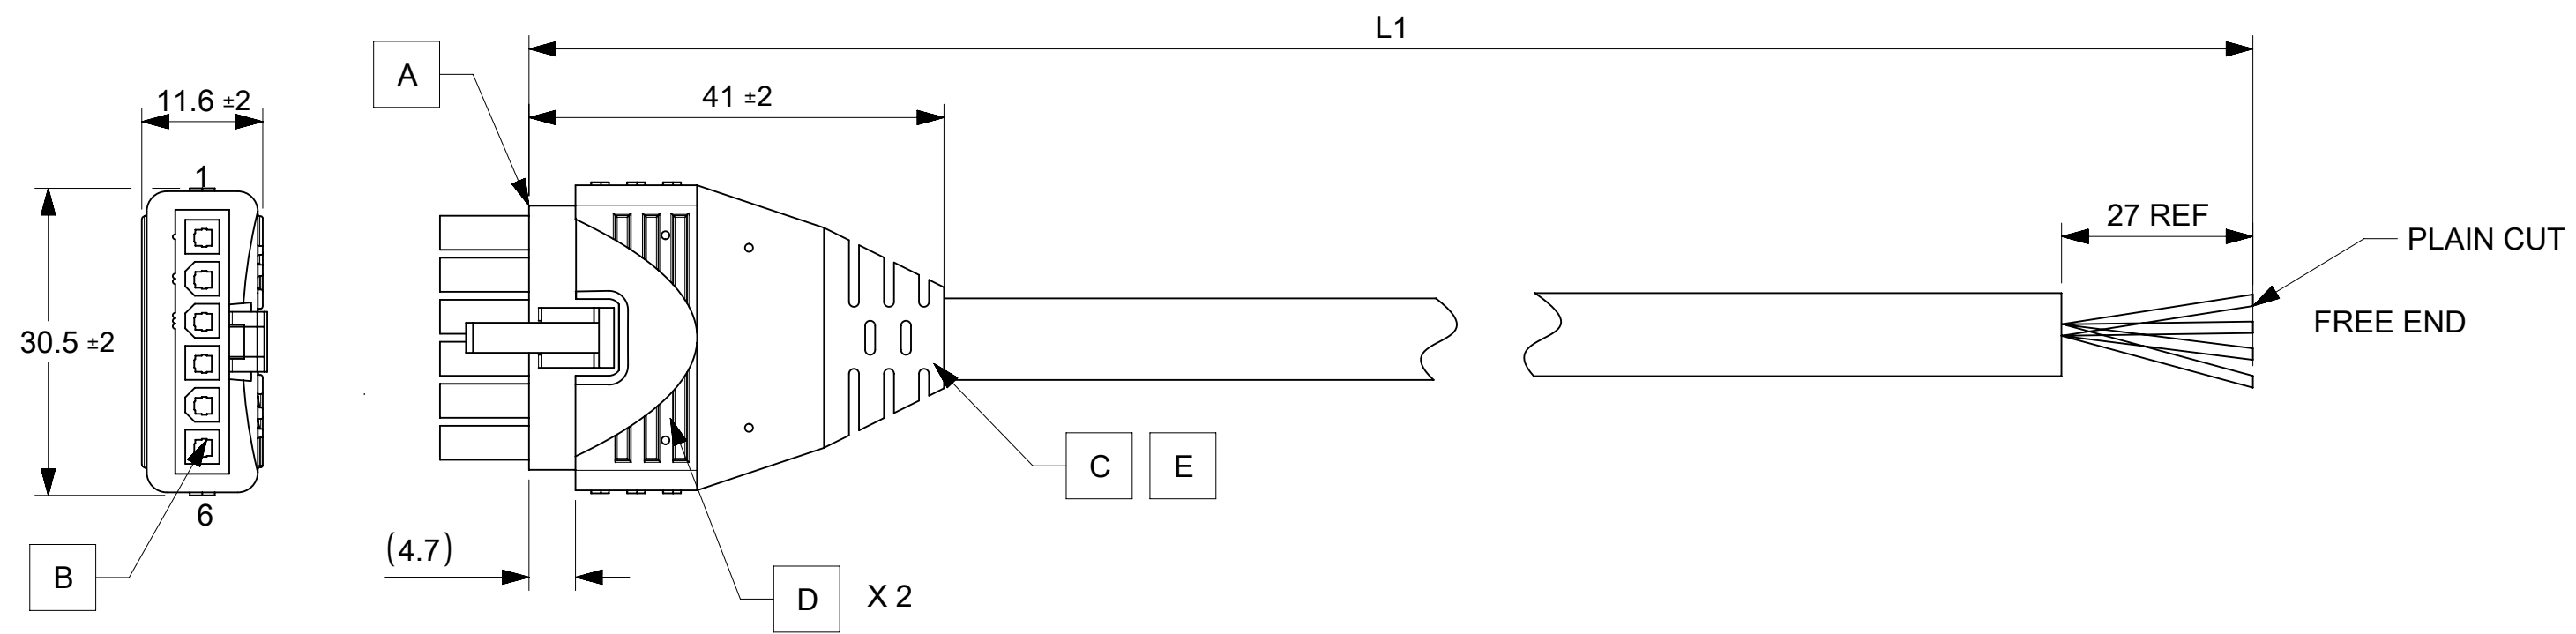 L1
A
11.6 ±2
41 ±2
1
27 REF
PLAIN CUT
30.5 ±2
FREE END
C E
6
(4.7)
B
D X 2